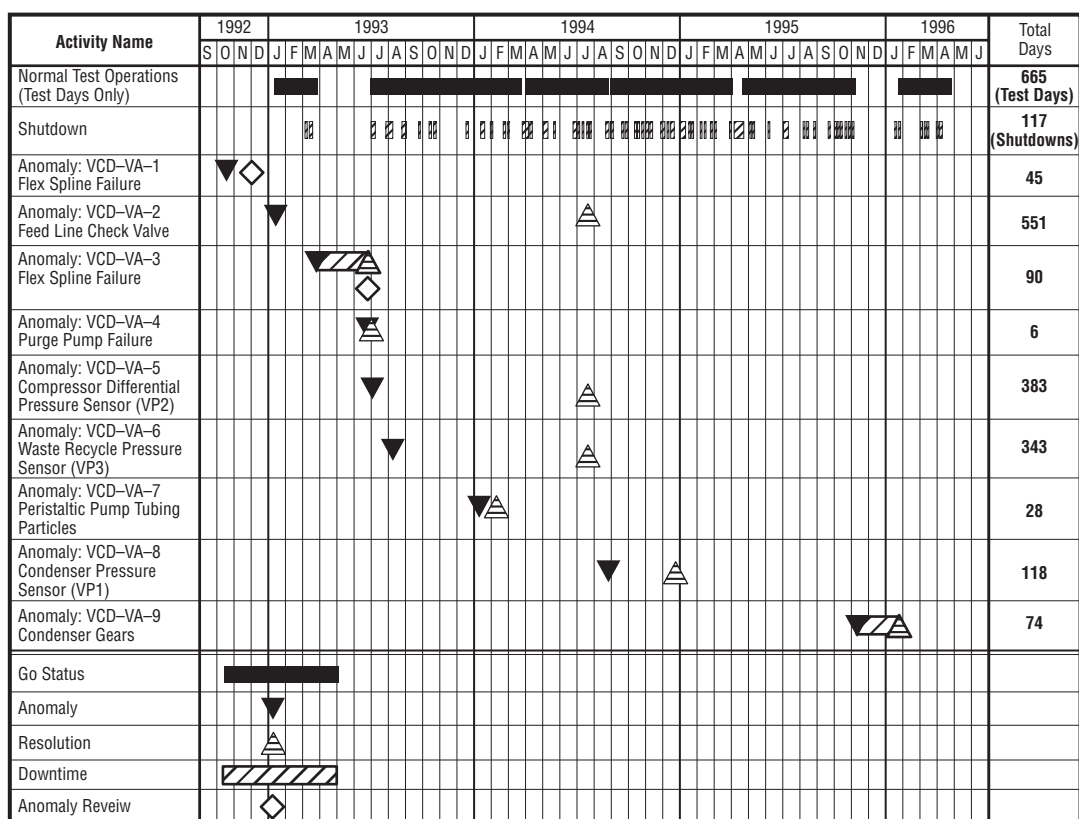 Activity Name
1992 1993 1994 1995 1996
S O N D J F M A M J J A S O N D J F M A M J J A S O N D J F M A M J J A S O N D J F M A M J
Total
Days
Normal Test Operations
(Test Days Only)
665
(Test Days)
Shutdown
117
(Shutdowns)
Anomaly: VCD–VA–1
Flex Spline Failure
45
Anomaly: VCD–VA–2
Feed Line Check Valve
551
Anomaly: VCD–VA–3
Flex Spline Failure
90
Anomaly: VCD–VA–4
Purge Pump Failure
6
Anomaly: VCD–VA–5
Compressor Differential
Pressure Sensor (VP2)
383
Anomaly: VCD–VA–6
Waste Recycle Pressure
Sensor (VP3)
343
Anomaly: VCD–VA–7
Peristaltic Pump Tubing
Particles
28
Anomaly: VCD–VA–8
Condenser Pressure
Sensor (VP1)
118
Anomaly: VCD–VA–9
Condenser Gears
74
Go Status
Anomaly
Resolution
Downtime
Anomaly Reveiw